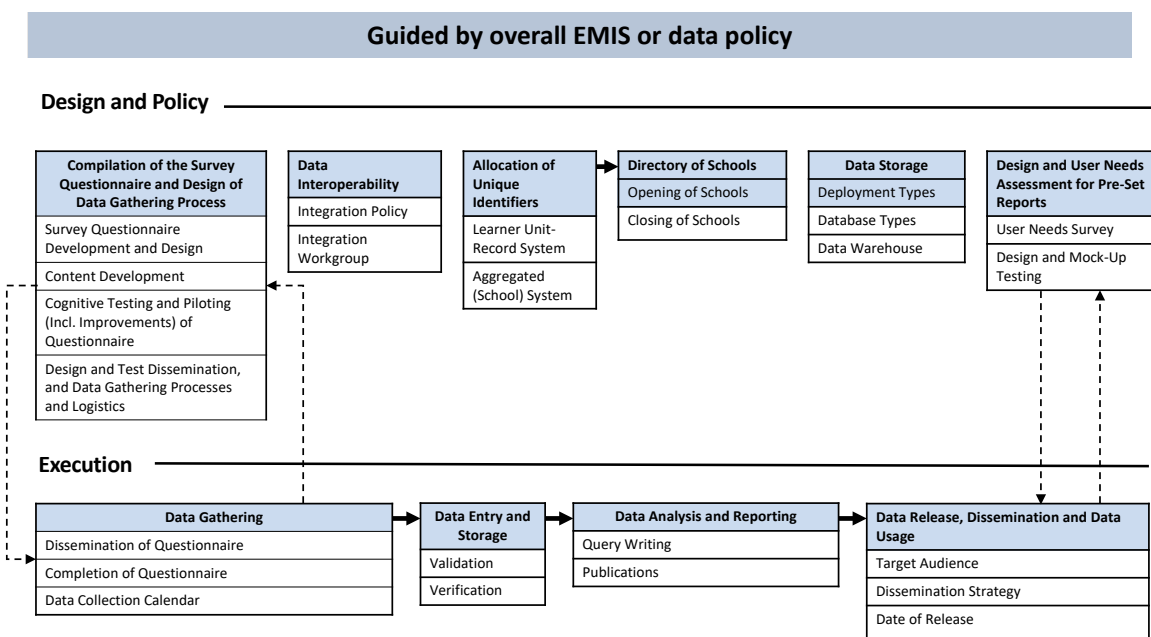 Guided by overall EMIS or data policy
Design and Policy
Compilation of the Survey
Questionnaire and Design of
Data Gathering Process
Survey Questionnaire
Development and Design
Content Development
Cognitive Testing and Piloting
(Incl. Improvements) of
Questionnaire
Design and Test Dissemination,
and Data Gathering Processes
and Logistics
Data
Interoperability
Integration Policy
Integration
Workgroup
Allocation of
Unique
Identifiers
Learner Unit-
Record System
Aggregated
(School) System
Directory of Schools
Opening of Schools
Closing of Schools
Data Storage
Deployment Types
Database Types
Data Warehouse
Design and User Needs
Assessment for Pre-Set
Reports
User Needs Survey
Design and Mock-Up
Testing
Execution
Data Gathering
Dissemination of Questionnaire
Completion of Questionnaire
Data Collection Calendar
Data Entry and
Storage
Validation
Verification
Data Analysis and Reporting
Query Writing
Publications
Data Release, Dissemination and Data
Usage
Target Audience
Dissemination Strategy
Date of Release